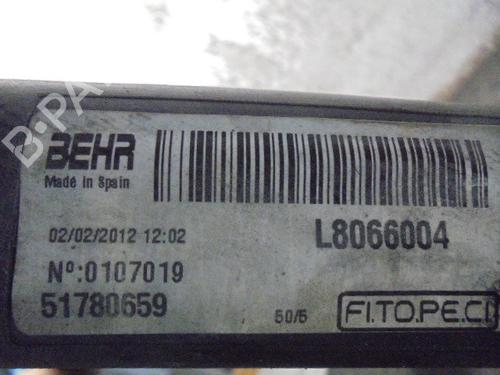 BEHR
Made in Spain
L8066004
02/02/2012 12:02
Nº:0107019
51780659
50/5
FI.TO.PE.CI
B-PA